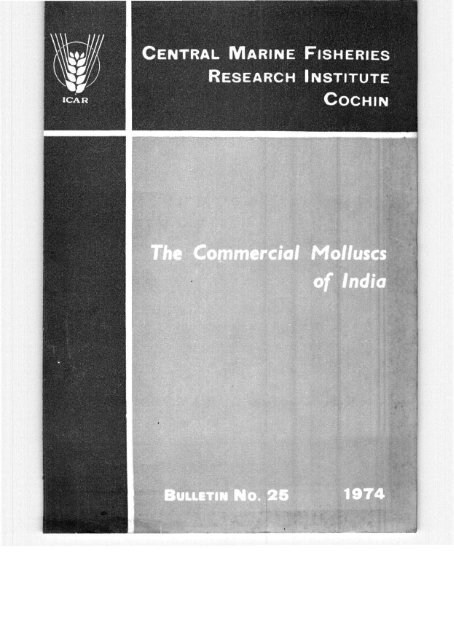 ICAR
CENTRAL MARINE FISHERIES
RESEARCH INSTITUTE
COCHIN
The Commercial Molluscs
of India
BULLETIN No. 25 1974